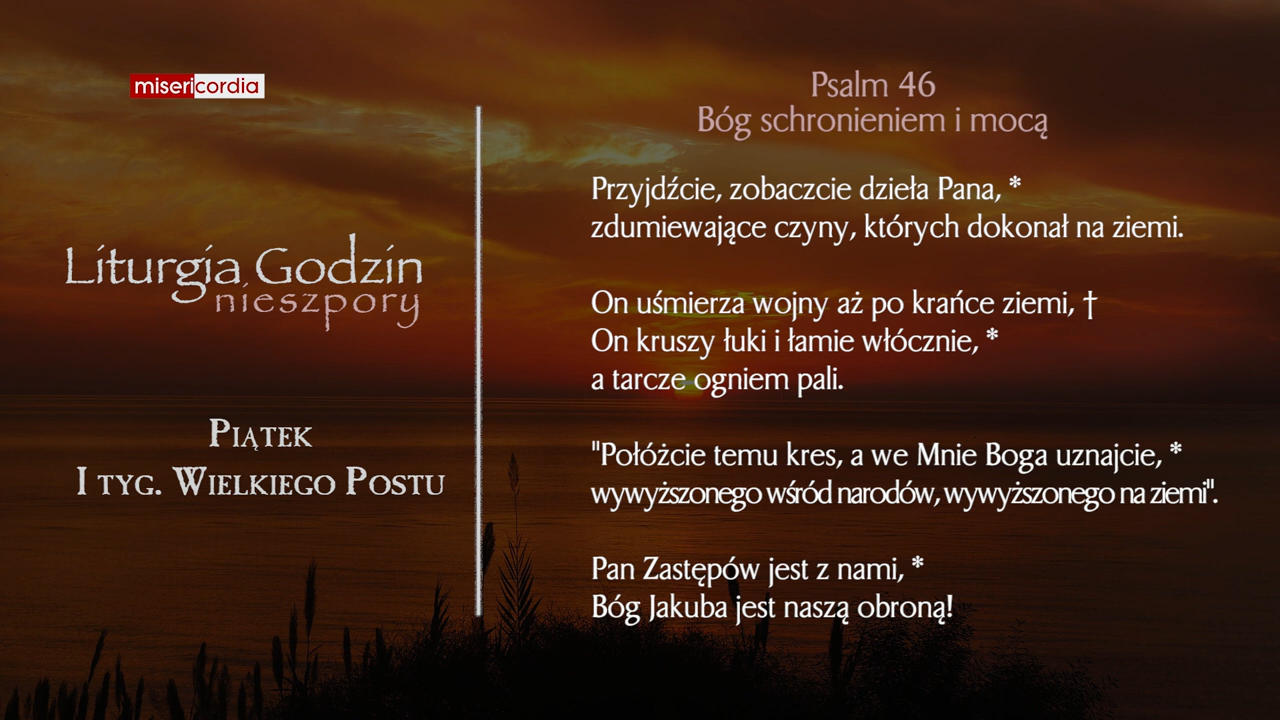 misericordia
Liturgia Godzin
nieszpory
Piątek
I tyg. Wielkiego Postu
Psalm 46
Bóg schronieniem i mocą
Przyjdźcie, zobaczcie dzieła Pana, *
zdumiewające czyny, których dokonał na ziemi.
On uśmierza wojny aż po krańce ziemi, †
On kruszy łuki i łamie włócznie, *
a tarcze ogniem pali.
"Połóżcie temu kres, a we Mnie Boga uznajcie, *
wywyższonego wśród narodów, wywyższonego na ziemi".
Pan Zastępów jest z nami, *
Bóg Jakuba jest naszą obroną!